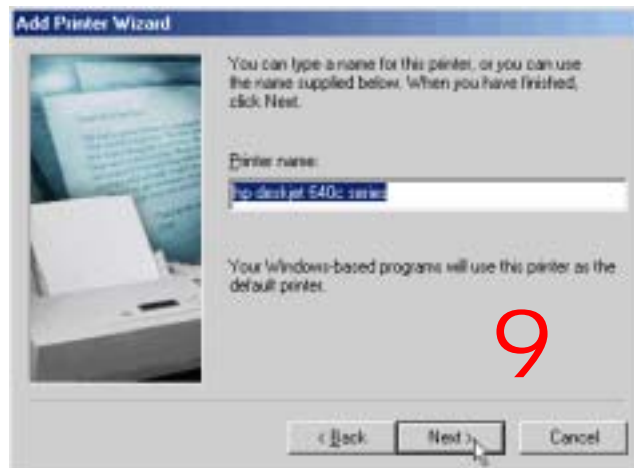 Add Printer Wizard
You can type a name for this printer, or you can use
the name supplied below. When you have finished,
click Next.
Printer name:
hp deskjet 640c series
Your Windows-based programs will use this printer as the
default printer.
9
< Back
Next >
Cancel